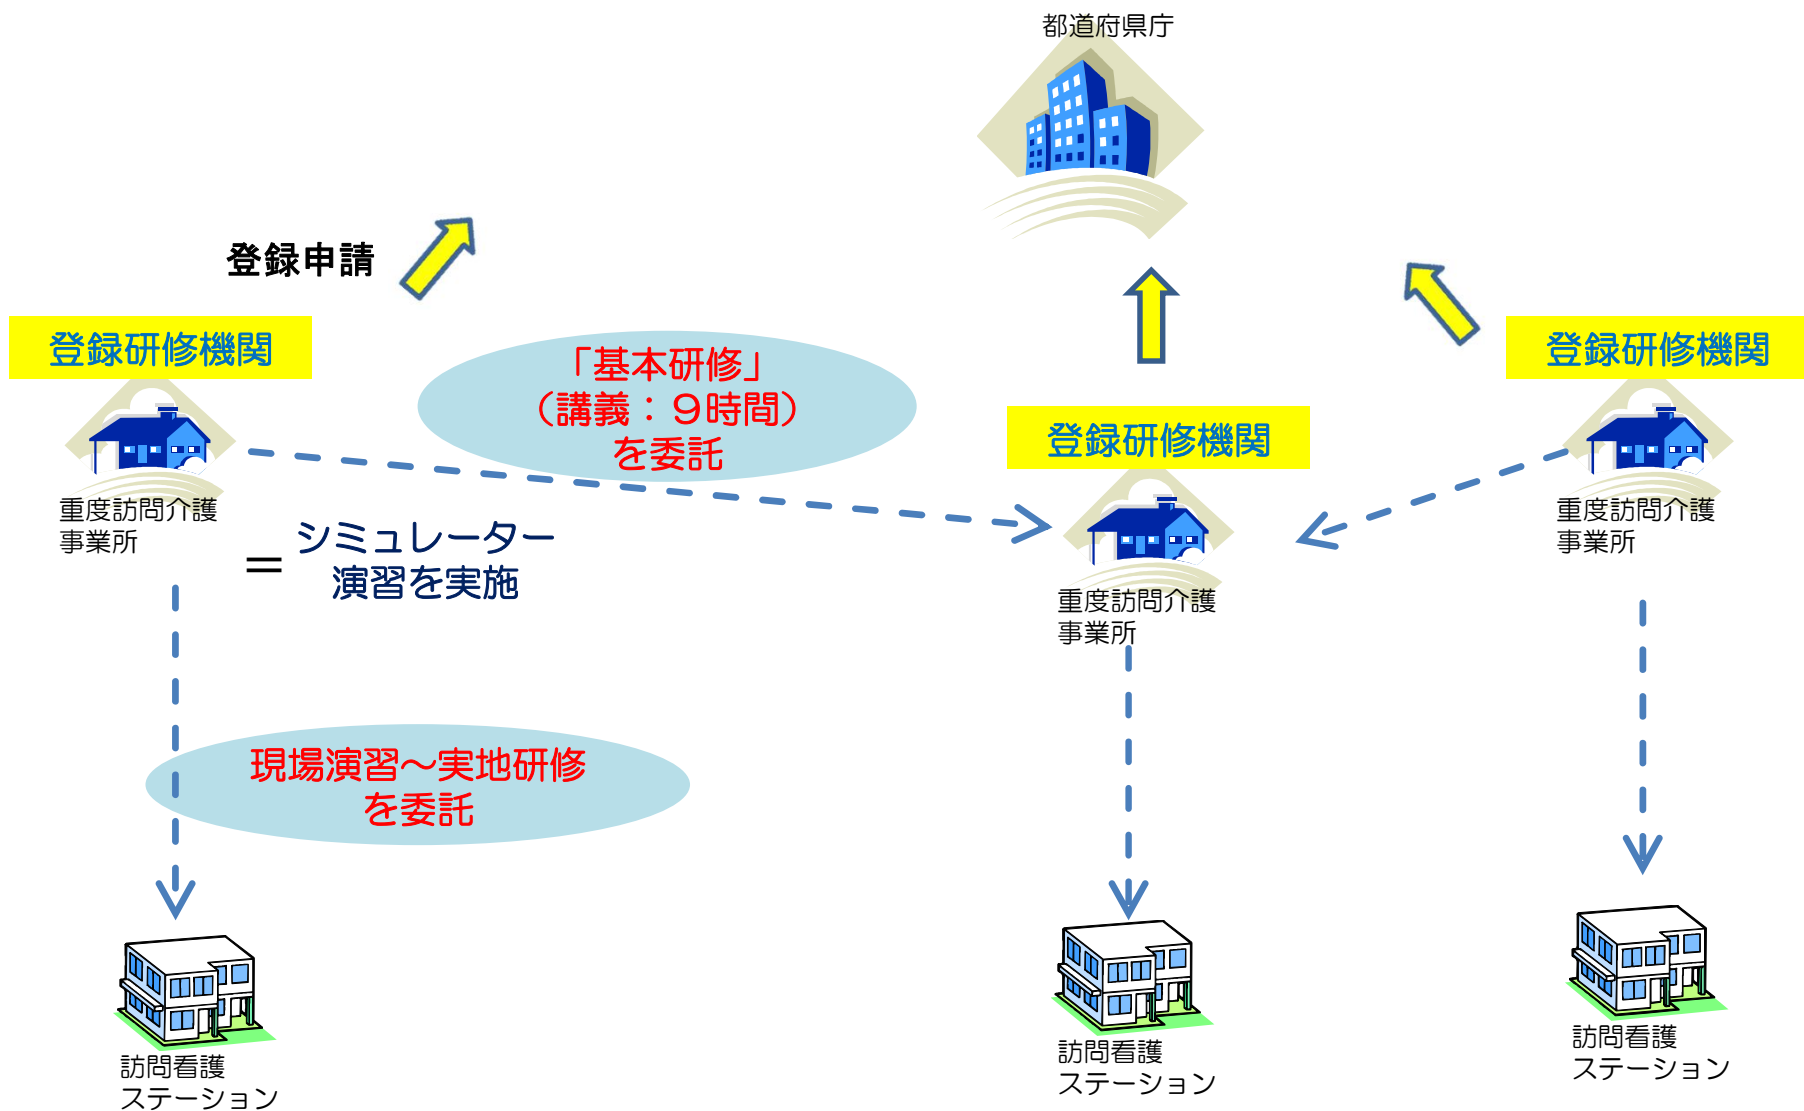 都道府県庁
登録申請
登録研修機関
重度訪問介護
事業所
＝
シミュレーター
演習を実施
「基本研修」
（講義：９時間）
を委託
登録研修機関
重度訪問介護
事業所
登録研修機関
重度訪問介護
事業所
現場演習～実地研修
を委託
訪問看護
ステーション
訪問看護
ステーション
訪問看護
ステーション